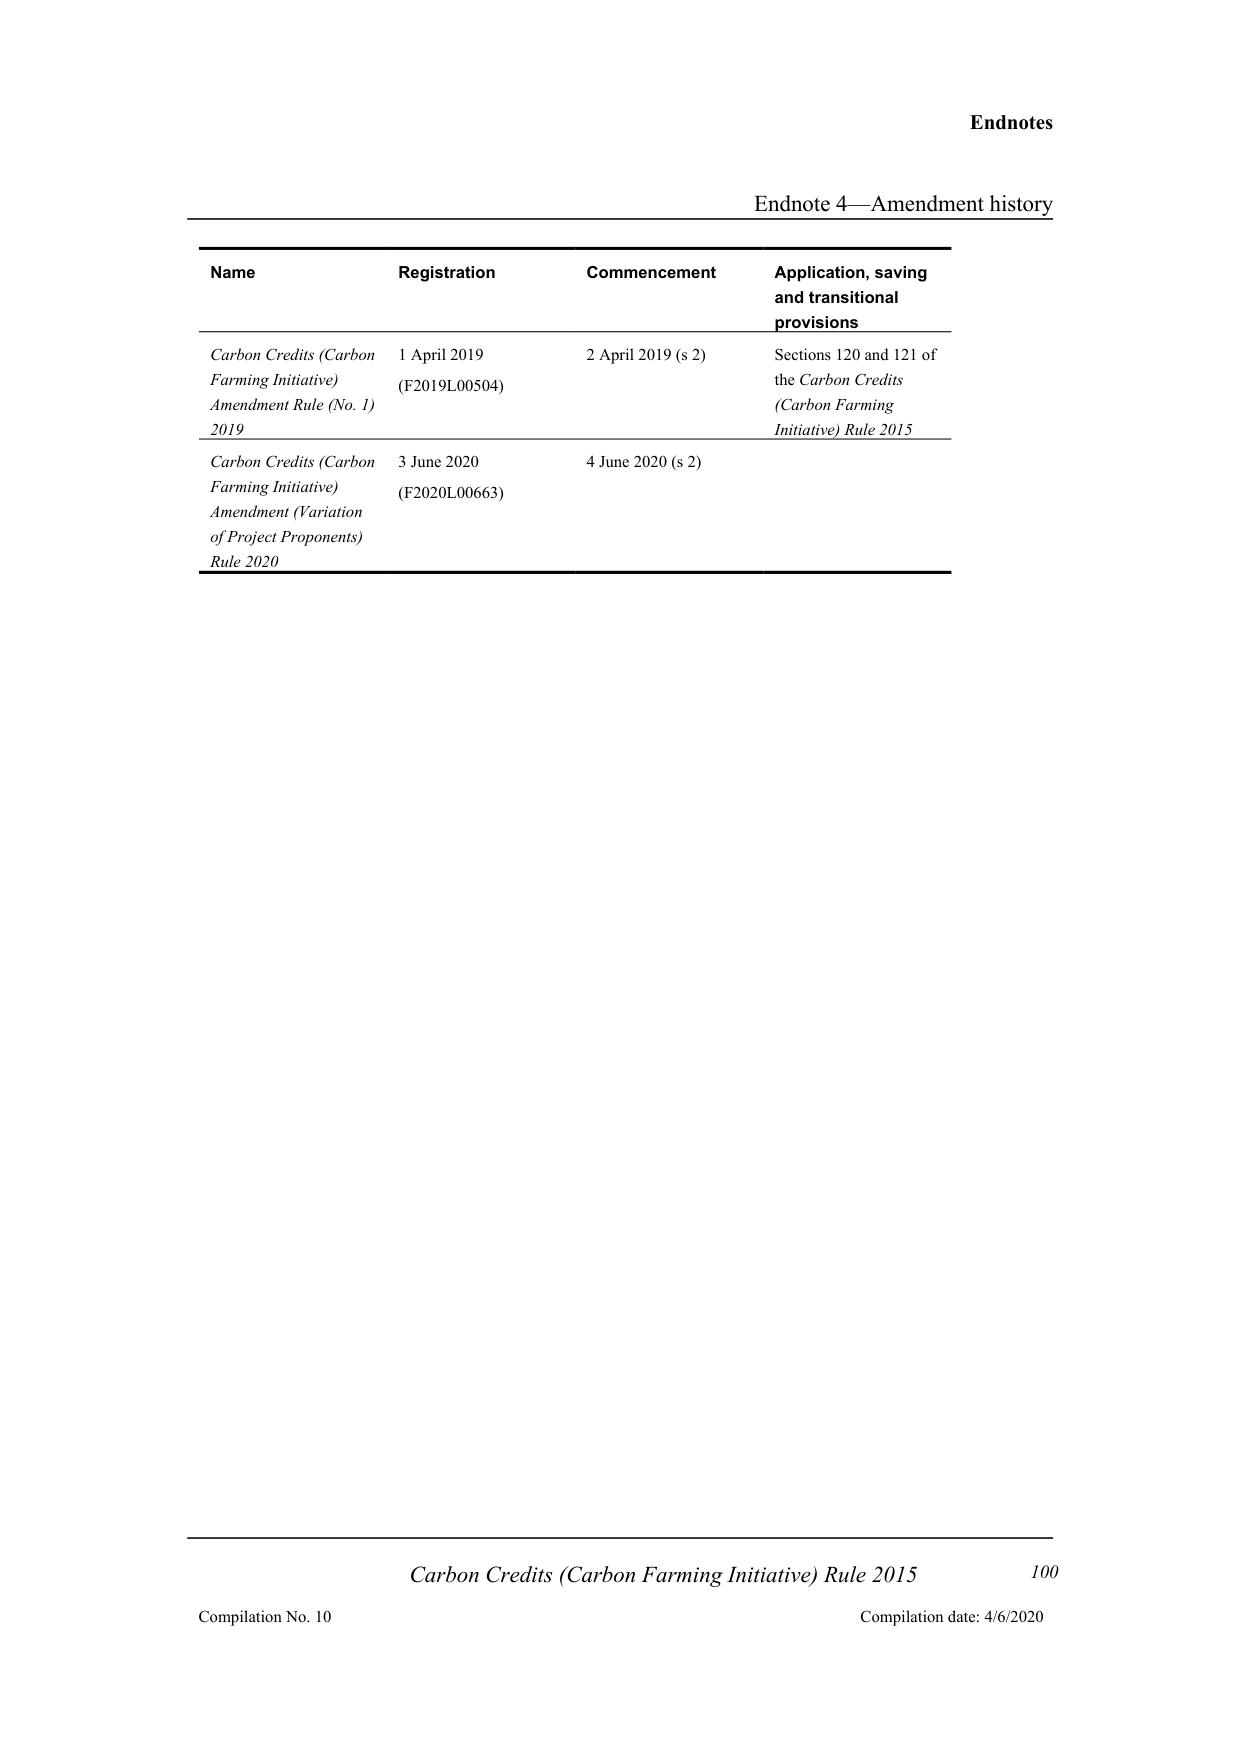 Endnotes
Endnote 4—Amendment history
Name
Registration
Commencement
Application, saving
and transitional
provisions
Carbon Credits (Carbon
Farming Initiative)
Amendment Rule (No. 1)
2019
1 April 2019
(F2019L00504)
2 April 2019 (s 2)
Sections 120 and 121 of
the Carbon Credits
(Carbon Farming
Initiative) Rule 2015
Carbon Credits (Carbon
Farming Initiative)
Amendment (Variation
of Project Proponents)
Rule 2020
3 June 2020
(F2020L00663)
4 June 2020 (s 2)
Carbon Credits (Carbon Farming Initiative) Rule 2015
100
Compilation No. 10
Compilation date: 4/6/2020